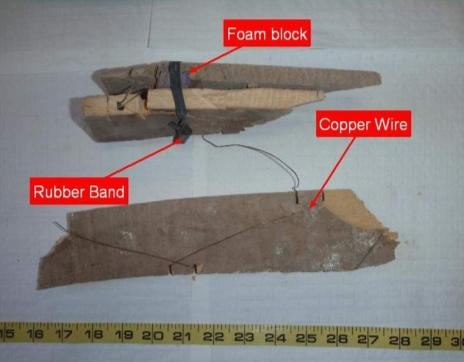 Foam block
Copper Wire
Rubber Band
15 16 17 18 19 20 21 22 23 24 25 26 27 28 29